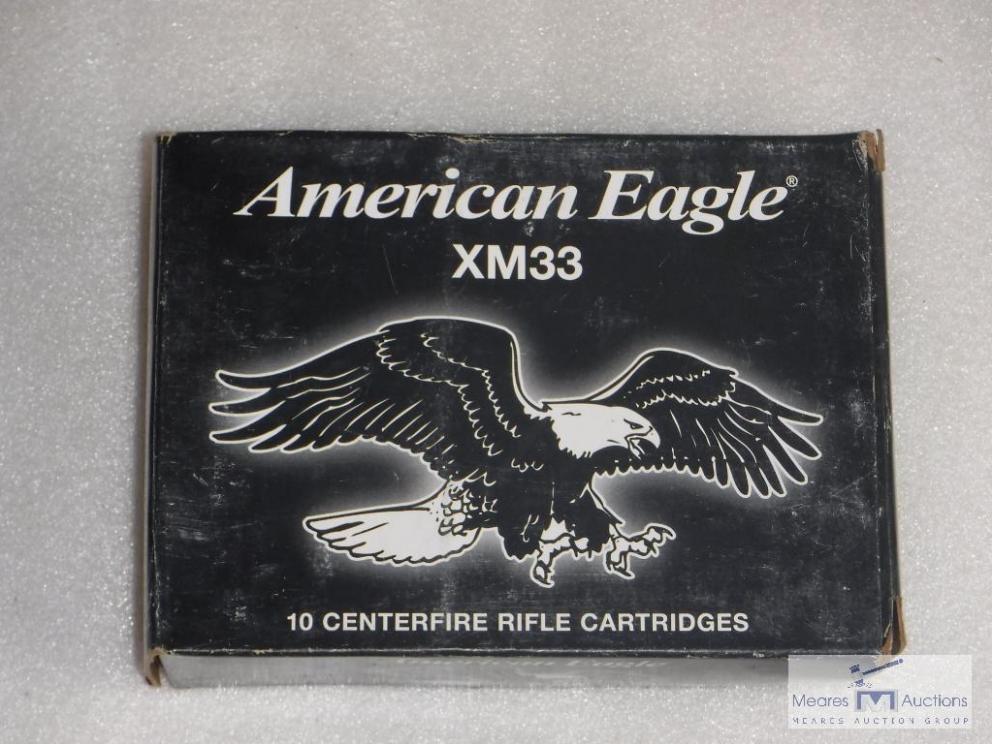 American Eagle®
XM33
10 CENTERFIRE RIFLE CARTRIDGES
Meares M Auctions
MEARES AUCTION GROUP